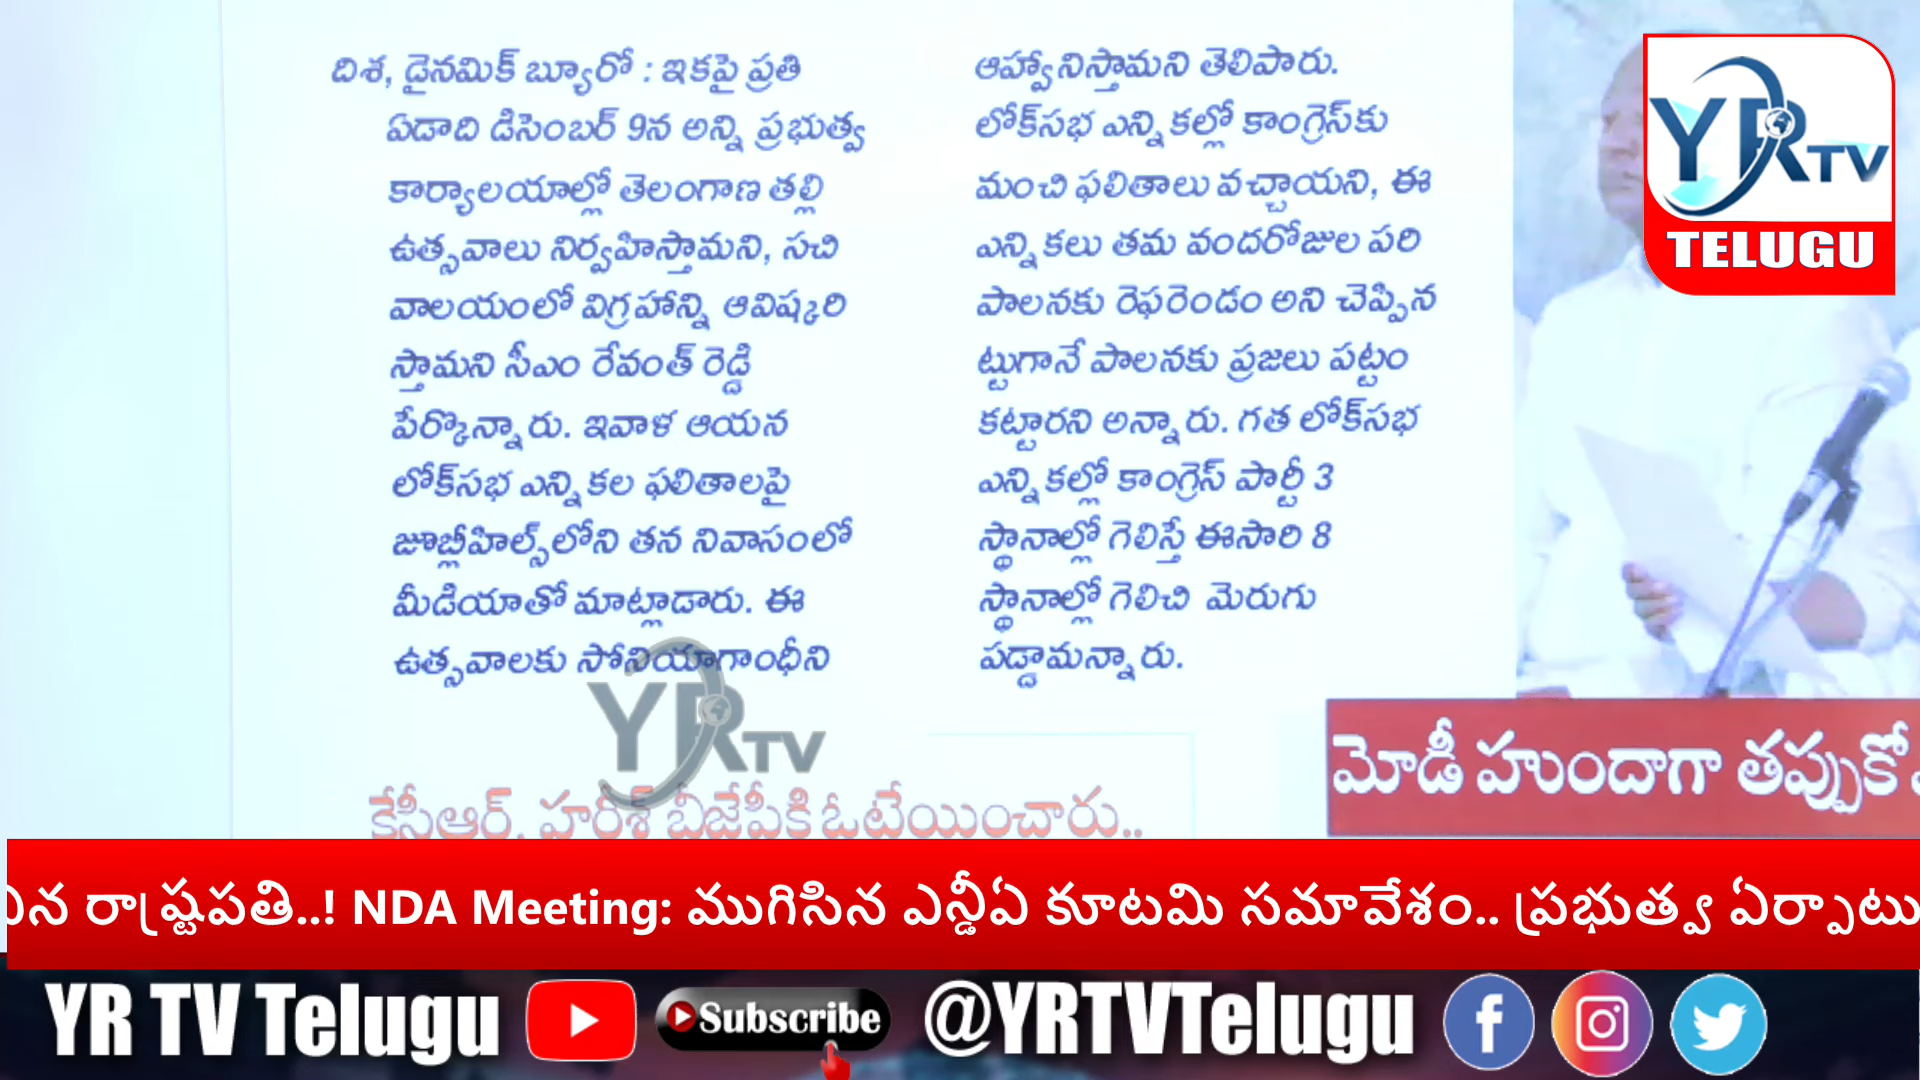 దిశ, డైనమిక్ బ్యూరో : ఇకపై ప్రతి
ఏడాది డిసెంబర్ 9న అన్ని ప్రభుత్వ
కార్యాలయాల్లో తెలంగాణ తల్లి
ఉత్సవాలు నిర్వహిస్తామని, సచి
వాలయంలో విగ్రహాన్ని ఆవిష్కరి
స్తామని సీఎం రేవంత్ రెడ్డి
పేర్కొన్నారు. ఇవాళ ఆయన
లోక్‌సభ ఎన్నికల ఫలితాలపై
జూబ్లీహిల్స్‌లోని తన నివాసంలో
మీడియాతో మాట్లాడారు. ఈ
ఉత్సవాలకు సోనియాగాంధీని
ఆహ్వానిస్తామని తెలిపారు.
లోక్‌సభ ఎన్నికల్లో కాంగ్రెస్‌కు
మంచి ఫలితాలు వచ్చాయని, ఈ
ఎన్నికలు తమ వందరోజుల పరి
పాలనకు రెఫరెండం అని చెప్పిన
ట్టుగానే పాలనకు ప్రజలు పట్టం
కట్టారని అన్నారు. గత లోక్‌సభ
ఎన్నికల్లో కాంగ్రెస్ పార్టీ 3
స్థానాల్లో గెలిస్తే ఈసారి 8
స్థానాల్లో గెలిచి మెరుగు
పడ్డామన్నారు.
YR TV
TELUGU
YR TV
కేసీఆర్, హరీశ్ బీజేపీకి ఓటేయించారు..
మోడీ హుందాగా తప్పుకో
రాష్ట్రపతి..! NDA Meeting: ముగిసిన ఎన్డీఏ కూటమి సమావేశం.. ప్రభుత్వ ఏర్పాటు
YR TV Telugu Subscribe @YRTVTelugu